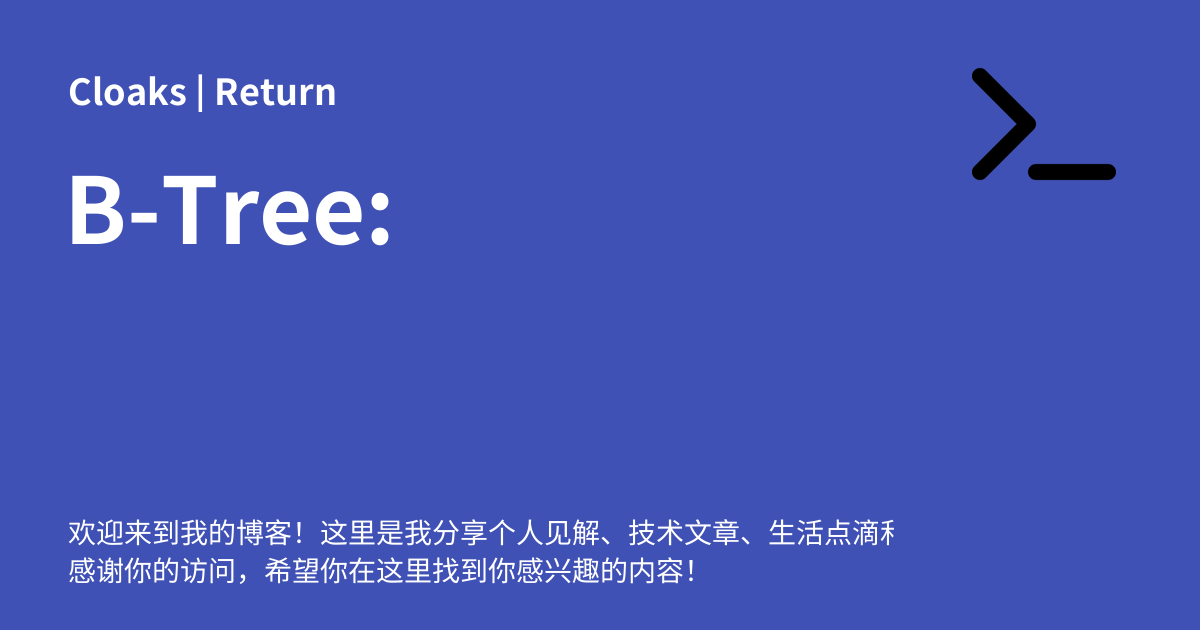 Cloaks | Return
B-Tree:
欢迎来到我的博客！这里是我分享个人见解、技术文章、生活点滴
感谢你的访问，希望你在这里找到你感兴趣的内容！